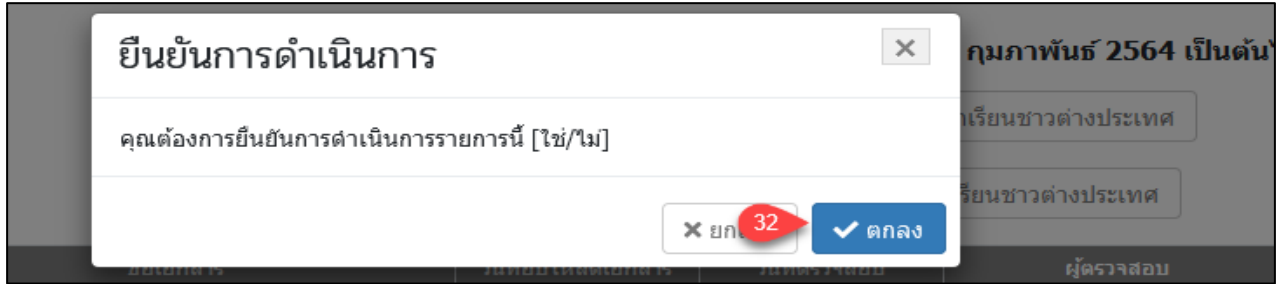 ยืนยันการดำเนินการ
กุมภาพันธ์ 2564 เป็นต้น
คุณต้องการยืนยันการดำเนินการรายการนี้ [ใช่/ไม่]
เรียนชาวต่างประเทศ
รียนชาวต่างประเทศ
32
ตกลง
ผู้ตรวจสอบ